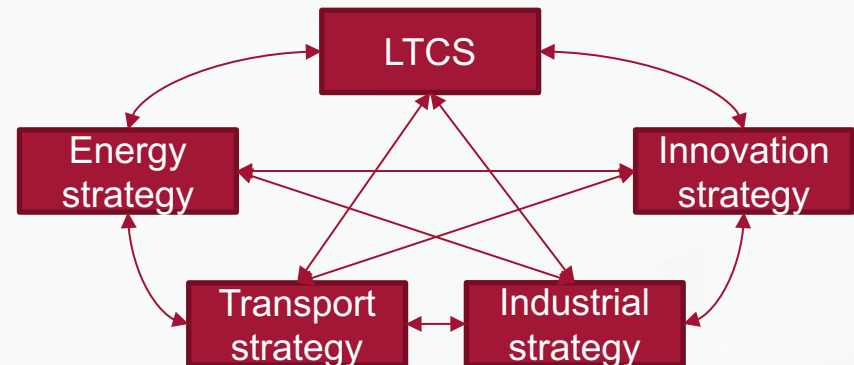 LTCS
Energy
strategy
Innovation
strategy
Transport
strategy
Industrial
strategy